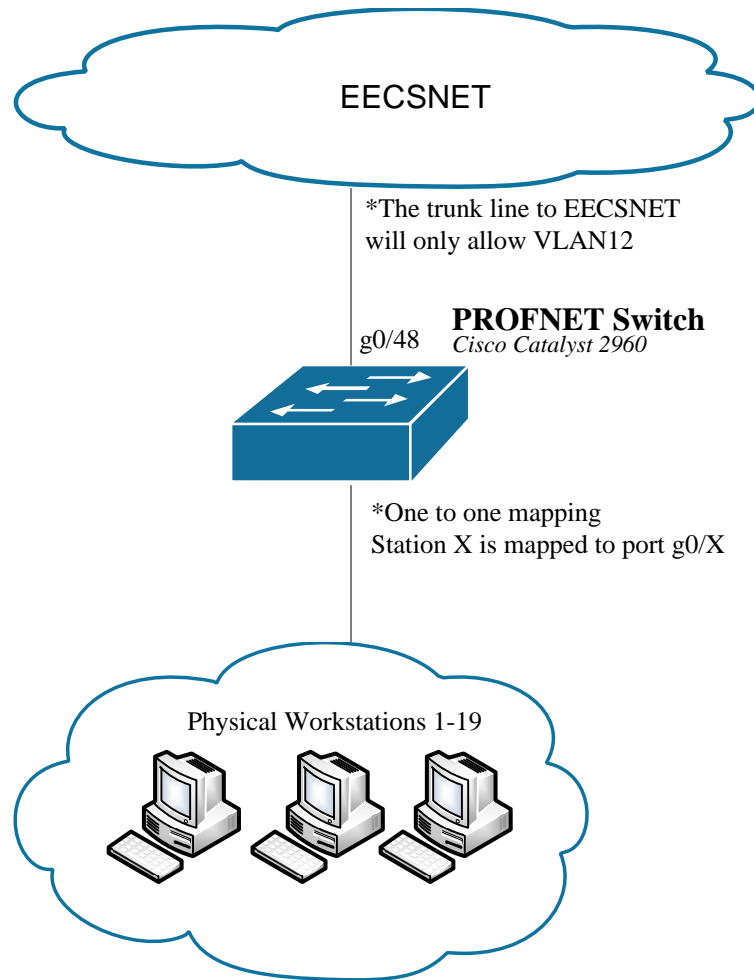 EECSNET
*The trunk line to EECSNET
will only allow VLAN12
PROFNET Switch
g0/48
Cisco Catalyst 2960
*One to one mapping
Station X is mapped to port g0/X
Physical Workstations 1-19